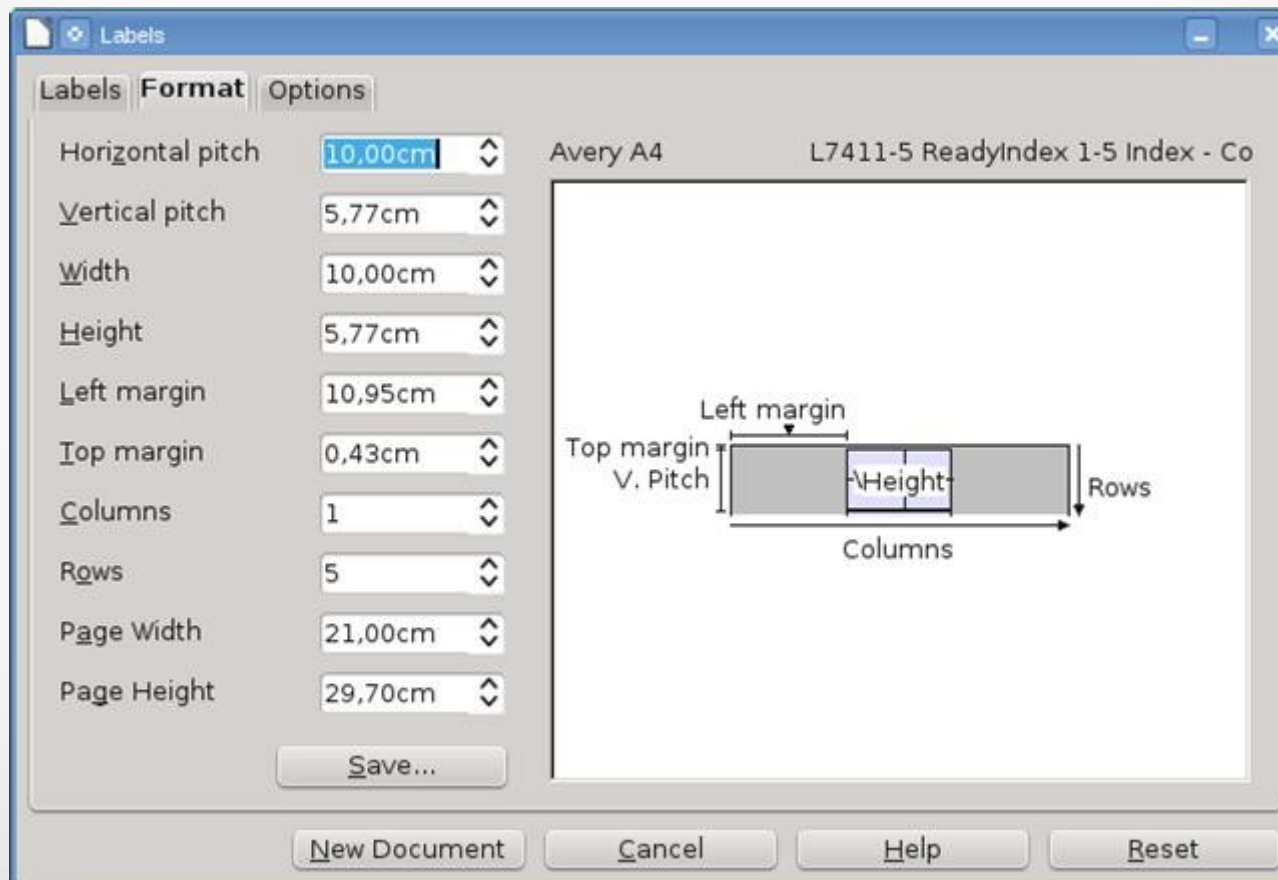 Labels
Labels Format Options
Horizontal pitch 10,00cm
Vertical pitch 5,77cm
Width 10,00cm
Height 5,77cm
Left margin 10,95cm
Top margin 0,43cm
Columns 1
Rows 5
Page Width 21,00cm
Page Height 29,70cm
Save...
Avery A4 L7411-5 ReadyIndex 1-5 Index - Co
Left margin
Top margin
V. Pitch
\Height
Rows
Columns
New Document Cancel Help Reset